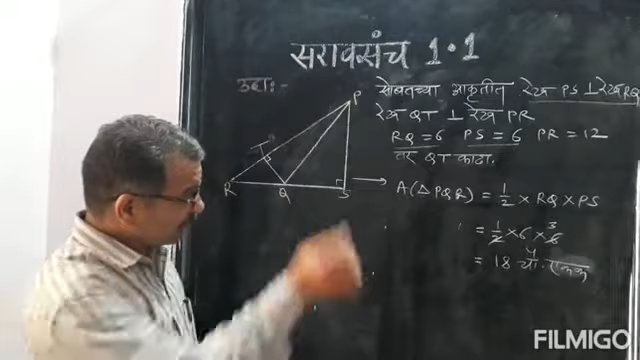 सरावसंच 1.1
उदा:-
सोबतच्या आकृतीत रेख PS ⊥ रेख RQ
रेख QT ⊥ रेख PR
RQ = 6 PS = 6 PR = 12
तर QT काढा.
P
T
R Q S
→ A(△PQR) = 1/2 × RQ × PS
= 1/2 × 6 × 6 3
= 18 चौ. एकक
FILMIGO